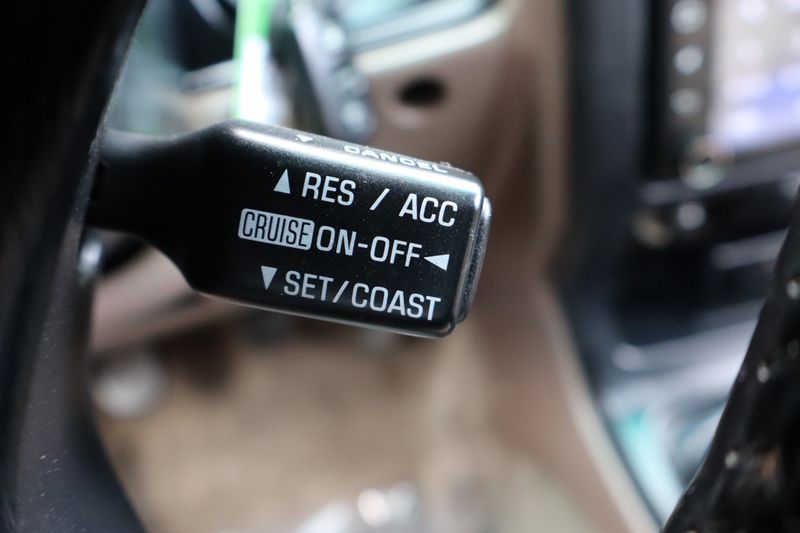 ◄ CANCEL
▲ RES / ACC
CRUISE ON-OFF ◄
▼ SET/COAST